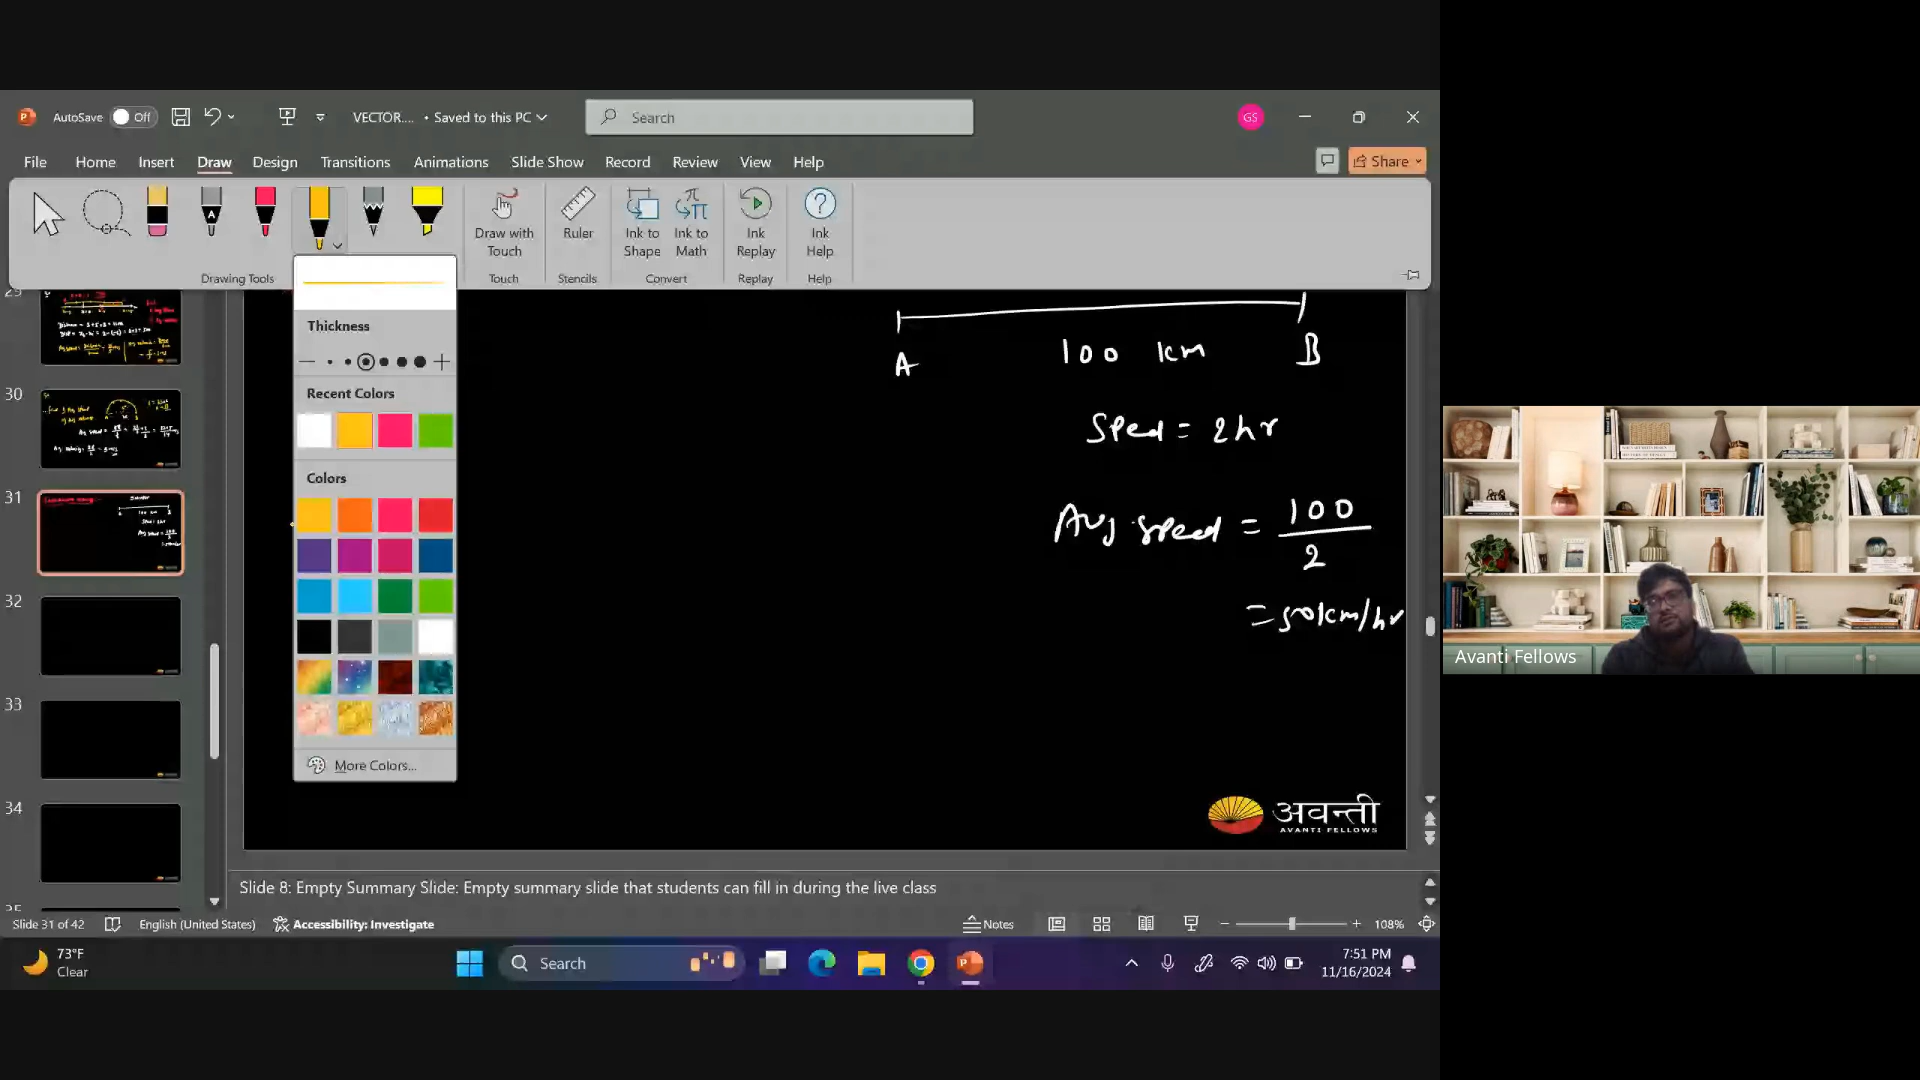 AutoSave Off VECTOR.... • Saved to this PC Search GS
File Home Insert Draw Design Transitions Animations Slide Show Record Review View Help Share
A
Draw with Touch Ruler Ink to Shape Ink to Math Ink Replay Ink Help
Drawing Tools Touch Stencils Convert Replay Help
Thickness
Recent Colors
Colors
More Colors...
30
31
32
33
34
A 100 km B
Sped = 2hr
Avg speed = 100
2
= 50km/hr
अवन्ती
AVANTI FELLOWS
Slide 8: Empty Summary Slide: Empty summary slide that students can fill in during the live class
Slide 31 of 42 English (United States) Accessibility: Investigate Notes 108%
73°F
Clear
Search
7:51 PM
11/16/2024
Avanti Fellows